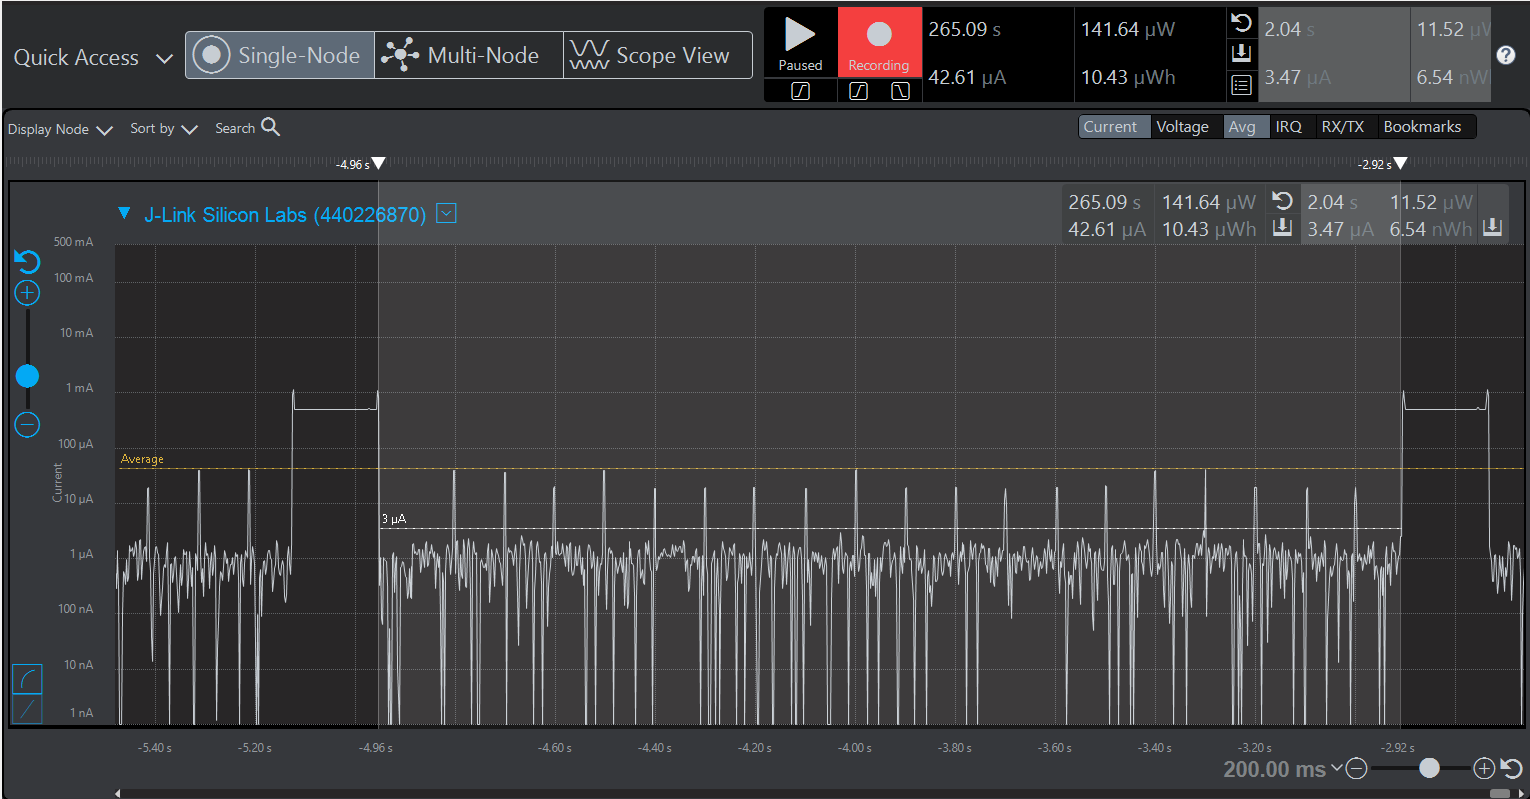 Quick Access
Single-Node
Multi-Node
Scope View
Paused
Recording
265.09 s
42.61 µA
141.64 µW
10.43 µWh
2.04 s
3.47 µA
11.52 µW
6.54 nW
?
Display Node
Sort by
Search
Current
Voltage
Avg
IRQ
RX/TX
Bookmarks
-4.96 s
-2.92 s
J-Link Silicon Labs (440226870)
265.09 s 141.64 µW
42.61 µA 10.43 µWh
2.04 s 11.52 µW
3.47 µA 6.54 nWh
500 mA
100 mA
10 mA
1 mA
100 µA
10 µA
1 µA
100 nA
10 nA
1 nA
Current
Average
3 µA
-5.40 s
-5.20 s
-4.96 s
-4.60 s
-4.40 s
-4.20 s
-4.00 s
-3.80 s
-3.60 s
-3.40 s
-3.20 s
-2.92 s
200.00 ms